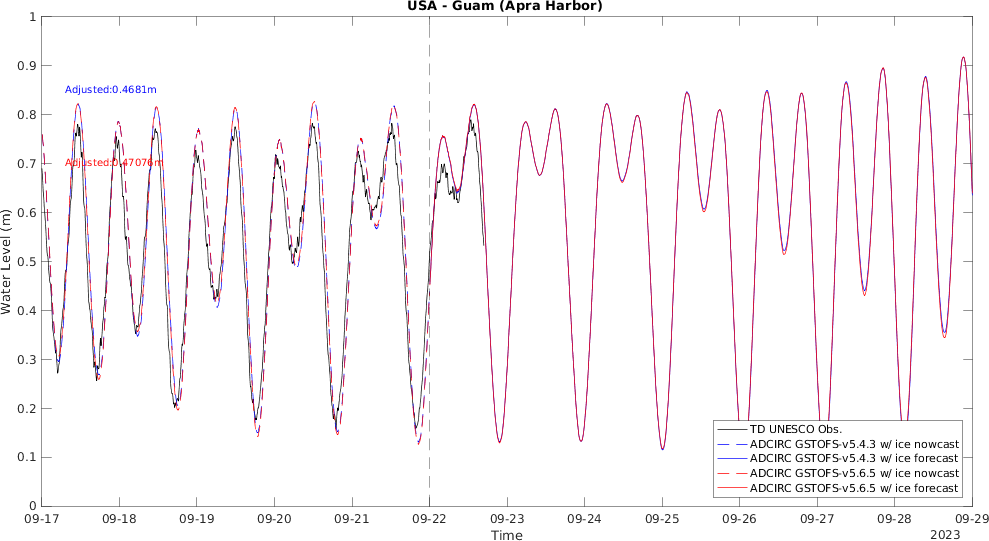 USA - Guam (Apra Harbor)
1
0.9
0.8
0.7
0.6
0.5
0.4
0.3
0.2
0.1
0
Water Level (m)
Adjusted:0.4681m
Adjusted:0.47076m
TD UNESCO Obs.
ADCIRC GSTOFS-v5.4.3 w/ ice nowcast
ADCIRC GSTOFS-v5.4.3 w/ ice forecast
ADCIRC GSTOFS-v5.6.5 w/ ice nowcast
ADCIRC GSTOFS-v5.6.5 w/ ice forecast
09-17 09-18 09-19 09-20 09-21 09-22 09-23 09-24 09-25 09-26 09-27 09-28 09-29
Time 2023